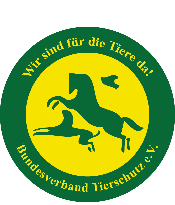 Wir sind für die Tiere da!
Bundesverband Tierschutz e.V.